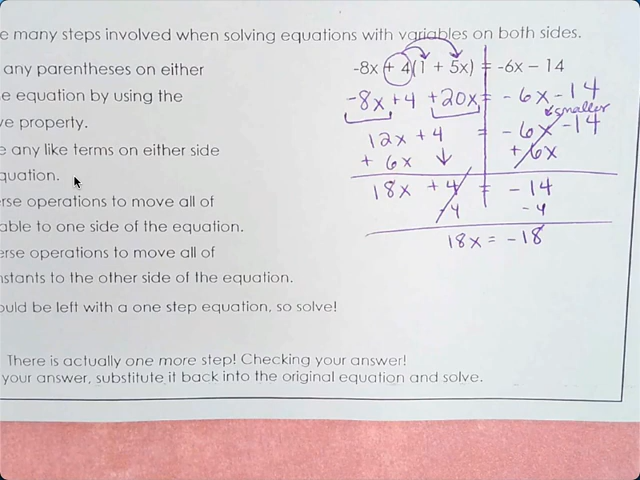 e many steps involved when solving equations with variables on both sides.
any parentheses on either
e equation by using the
ve property.
e any like terms on either side
quation.
erse operations to move all of
able to one side of the equation.
erse operations to move all of
nstants to the other side of the equation.
ould be left with a one step equation, so solve!
There is actually one more step! Checking your answer!
your answer, substitute it back into the original equation and solve.
-8x + 4(1 + 5x) = -6x – 14
-8x + 4 + 20x = - 6x - 14
smaller
12x + 4 = - 6x - 14
+ 6x ↓ + 6x
18x + 4 = - 14
- 4 - 4
18x = - 18